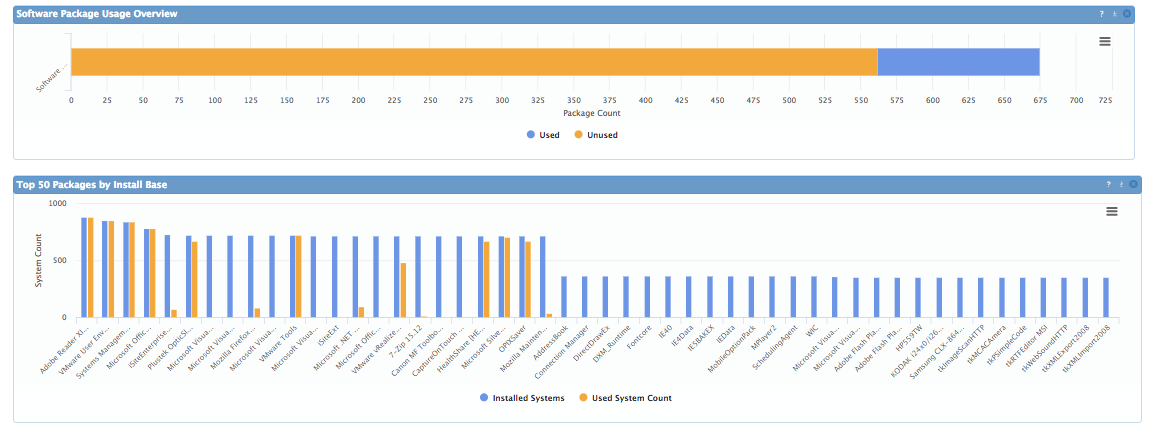 Software Package Usage Overview
?
Software ...
0 25 50 75 100 125 150 175 200 225 250 275 300 325 350 375 400 425 450 475 500 525 550 575 600 625 650 675 700 725
Package Count
Used Unused
Top 50 Packages by Install Base
?
1000
500
0
System Count
Adobe Reader XI...
VMware User Env...
Systems Managem...
Microsoft Offic...
iSiteEnterprise...
Plustek OpticSl...
Microsoft Visua...
Microsoft Visua...
Mozilla Firefox...
Microsoft Visua...
VMware Tools
Microsoft Visua...
iSiteExt
Microsoft .NET ...
Microsoft Offic...
VMware vRealize...
7-Zip 15.12
Canon MF Toolbo...
CaptureOnTouch ...
HealthShare IHE...
Microsoft Silve...
OPIXSaver
Mozilla Mainten...
AddressBook
Connection Manager
DirectDrawEx
DXM_Runtime
Fontcore
IE40
IE4Data
IE5BAKEX
IEData
MobileOptionPack
MPlayer2
SchedulingAgent
WIC
Microsoft Visua...
Microsoft Visua...
Adobe Flash Pla...
Adobe Flash Pla...
HP559TW
KODAK i24x0/i26...
Samsung CLX-864...
tkImageScanHTTP
tkMCACAmera
tkPSimpleCode
tkRTFEditor MSI
tkWebSoundHTTP
tkXMLExport2008
tkXMLImport2008
Installed Systems Used System Count